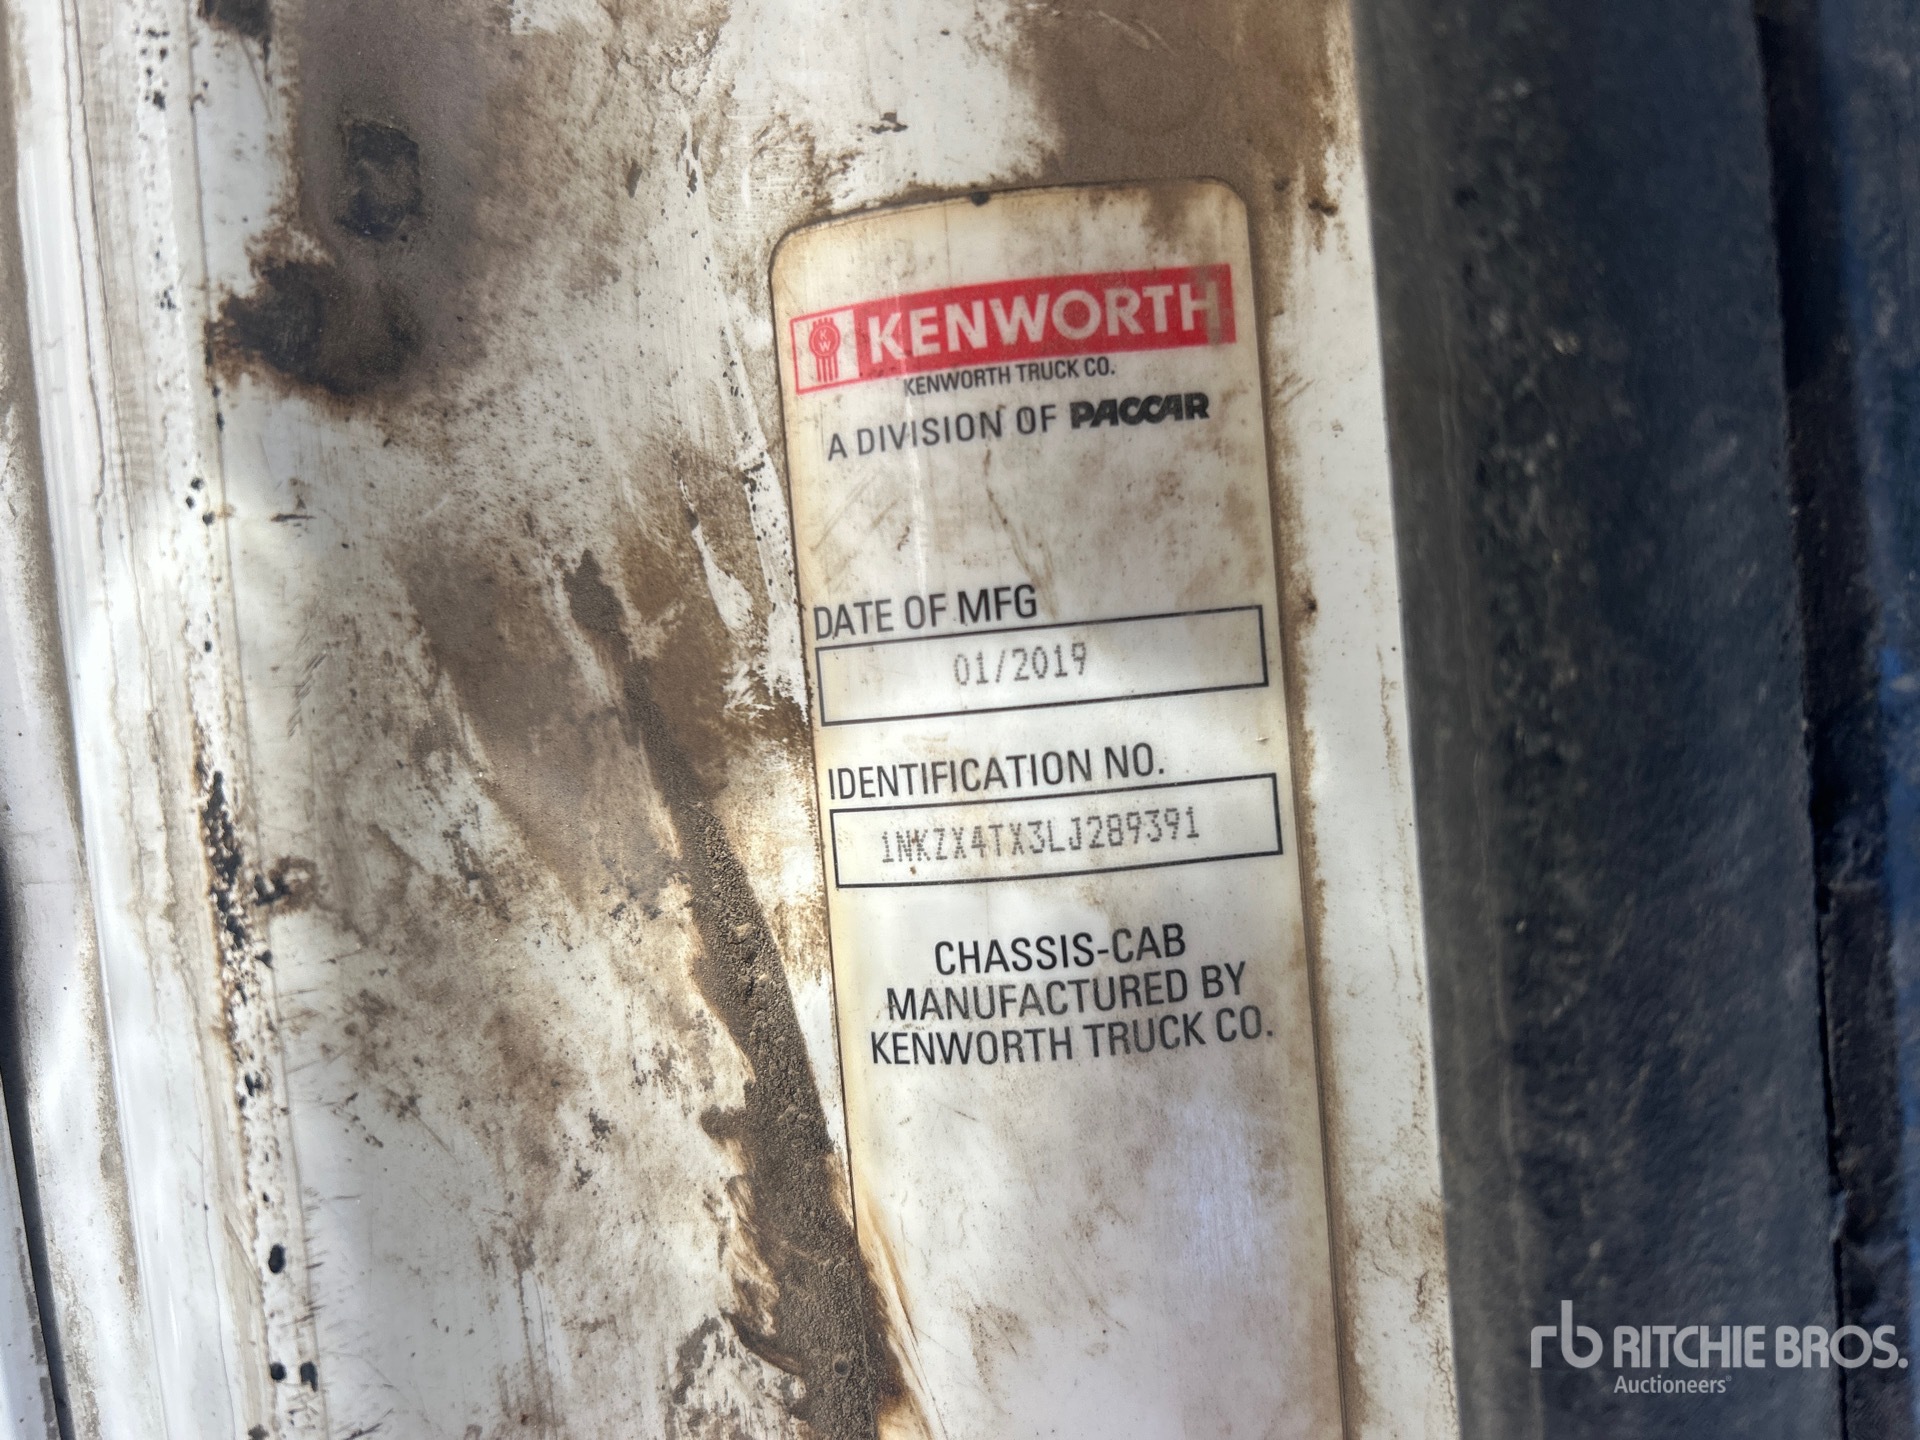 KENWORTH
KENWORTH TRUCK CO.
A DIVISION OF PACCAR
DATE OF MFG
01/2019
IDENTIFICATION NO.
1NKZX4TX3LJ289391
CHASSIS-CAB
MANUFACTURED BY
KENWORTH TRUCK CO.
rb RITCHIE BROS.
Auctioneers